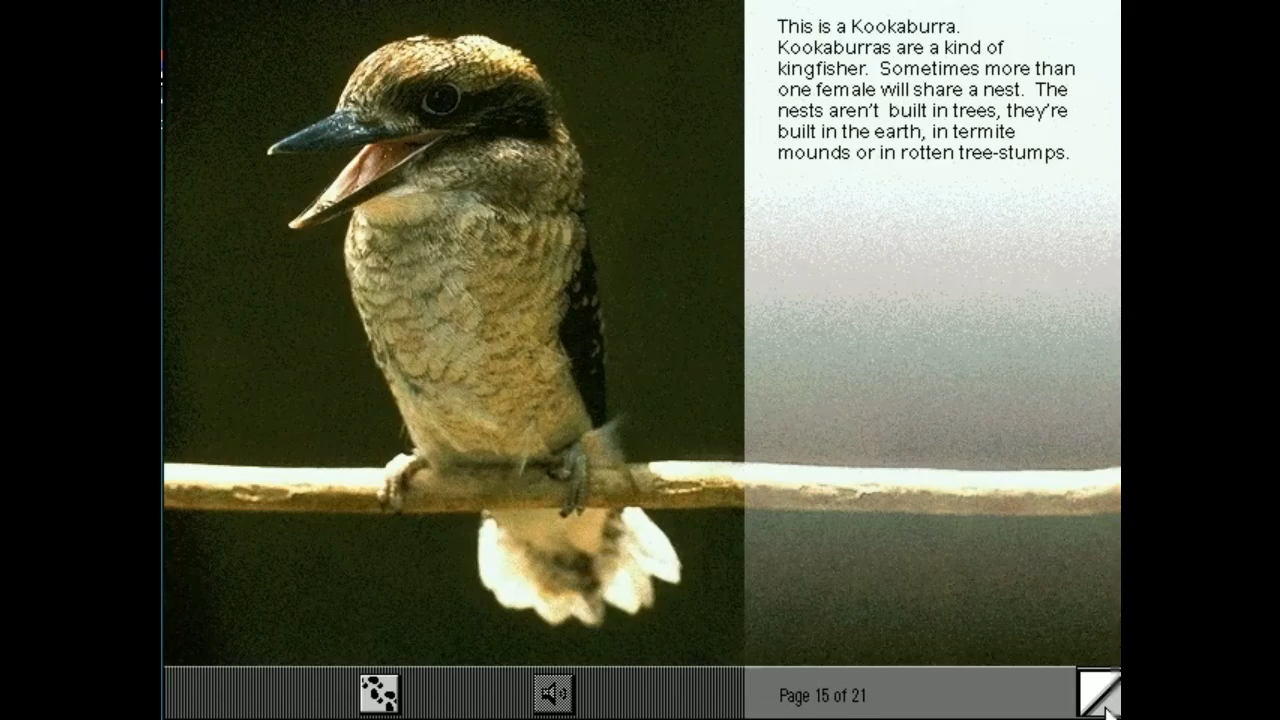 This is a Kookaburra.
Kookaburras are a kind of
kingfisher.  Sometimes more than
one female will share a nest.  The
nests aren't  built in trees, they're
built in the earth, in termite
mounds or in rotten tree-stumps.
Page 15 of 21